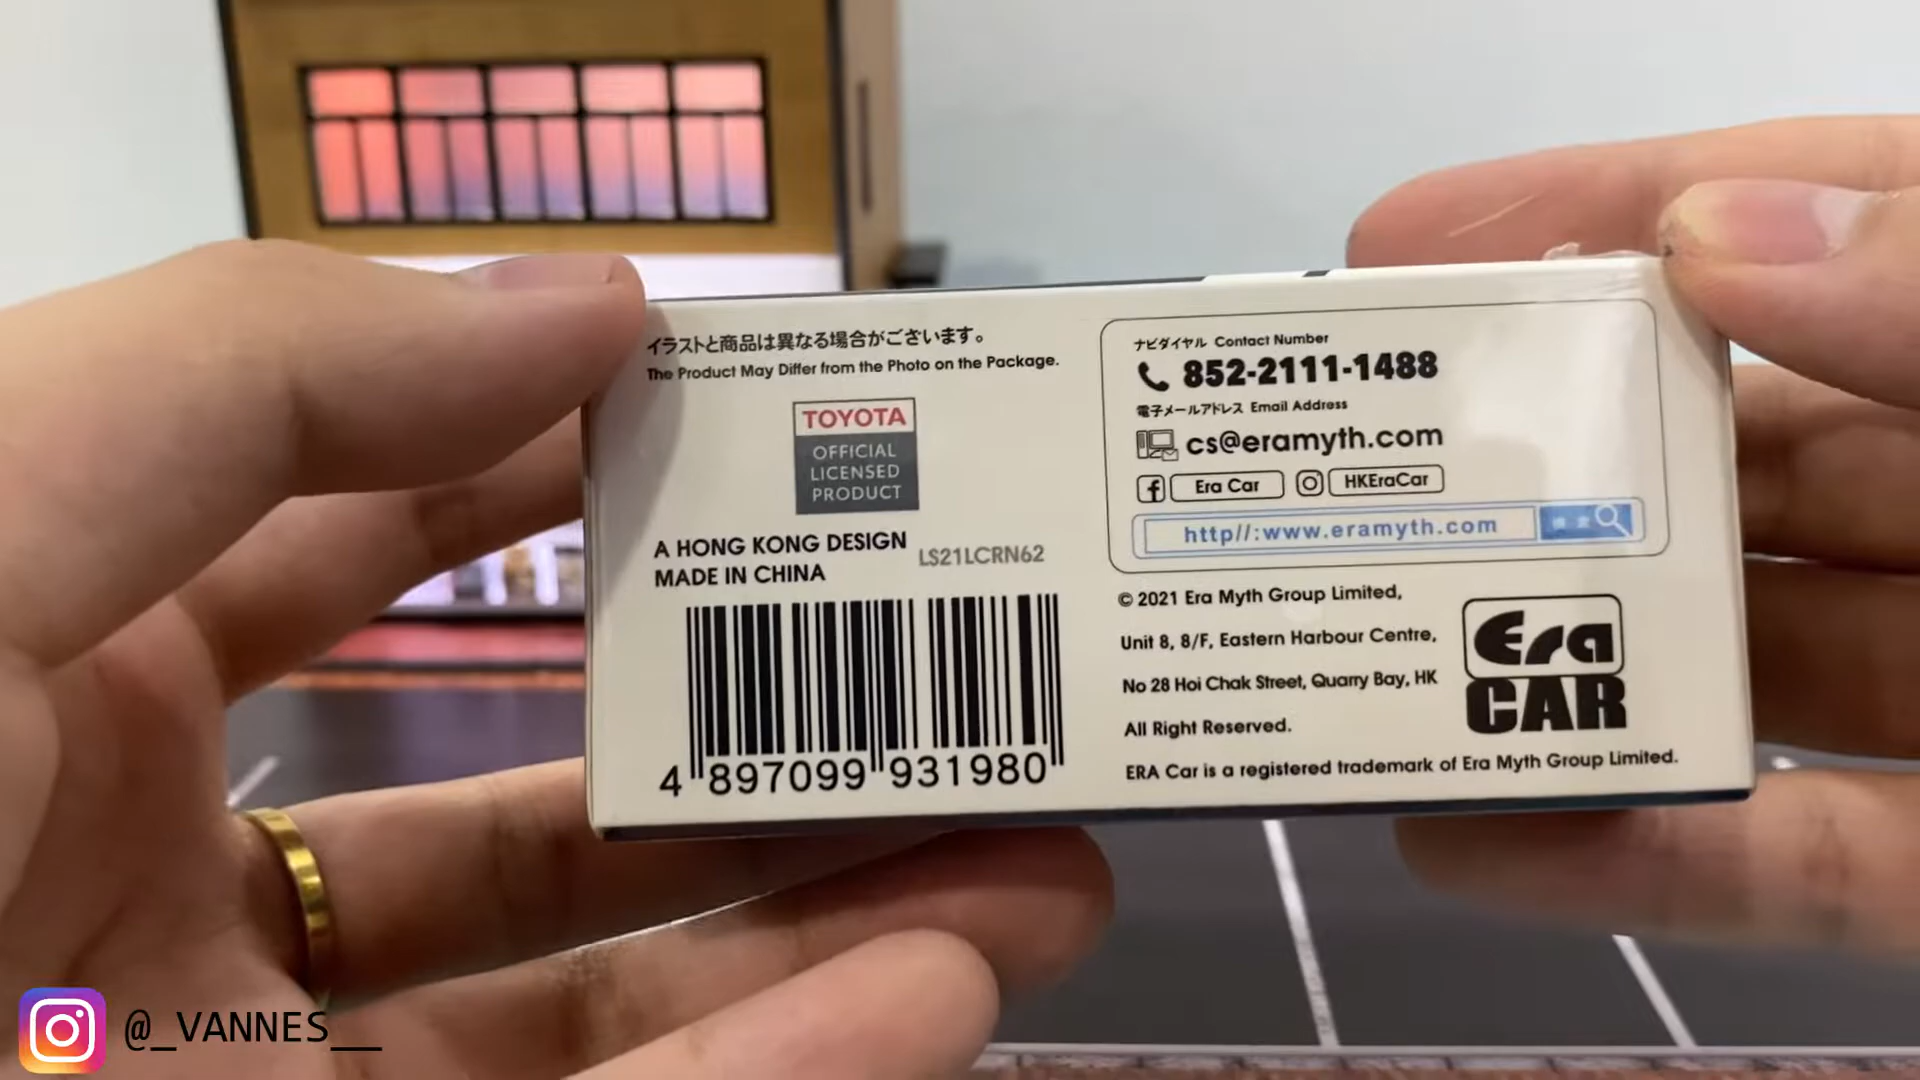 イラストと商品は異なる場合がございます。
The Product May Differ from the Photo on the Package.
TOYOTA
OFFICIAL
LICENSED
PRODUCT
A HONG KONG DESIGN
MADE IN CHINA
LS21LCRN62
4 897099 931980
ナビダイヤル Contact Number
852-2111-1488
電子メールアドレス Email Address
cs@eramyth.com
Era Car
HKEraCar
http//:www.eramyth.com
検索
© 2021 Era Myth Group Limited,
Unit 8, 8/F, Eastern Harbour Centre,
No 28 Hoi Chak Street, Quarry Bay, HK
All Right Reserved.
Era
CAR
ERA Car is a registered trademark of Era Myth Group Limited.
@_VANNES__